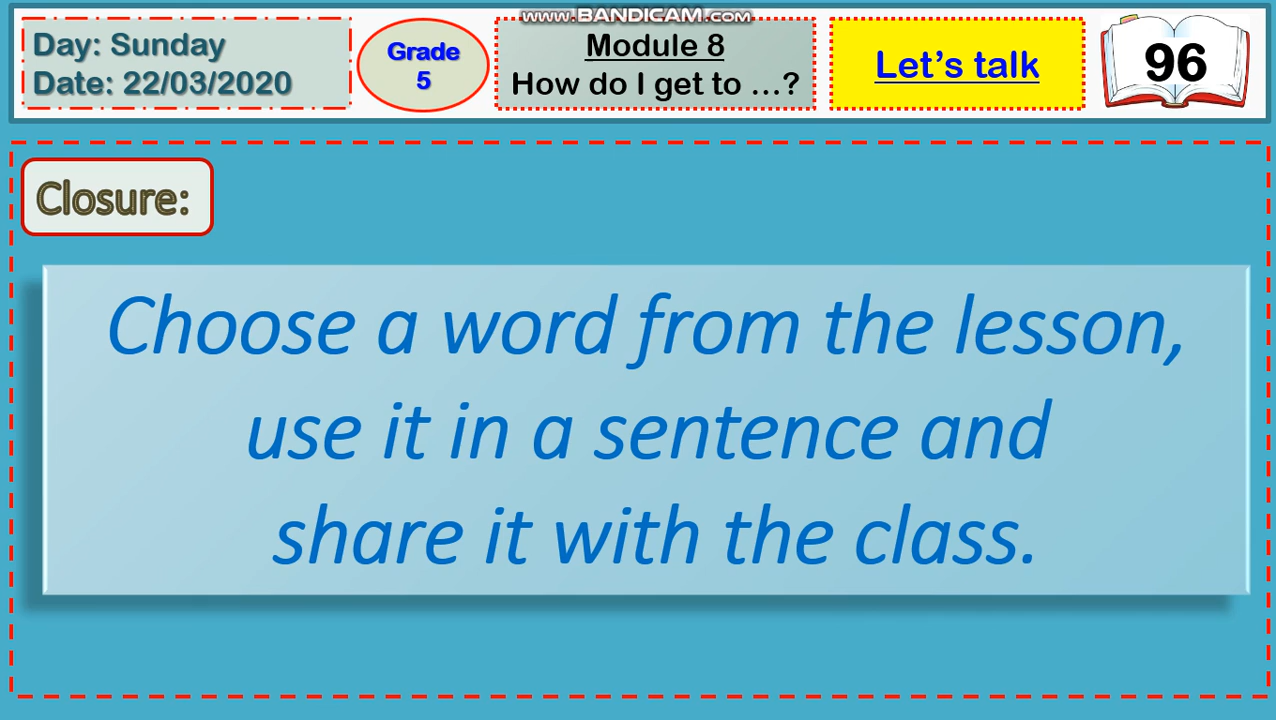 www.BANDICAM.com
Day: Sunday
Date: 22/03/2020
Grade
5
Module 8
How do I get to ...?
Let's talk
96
Closure:
Choose a word from the lesson,
use it in a sentence and
share it with the class.